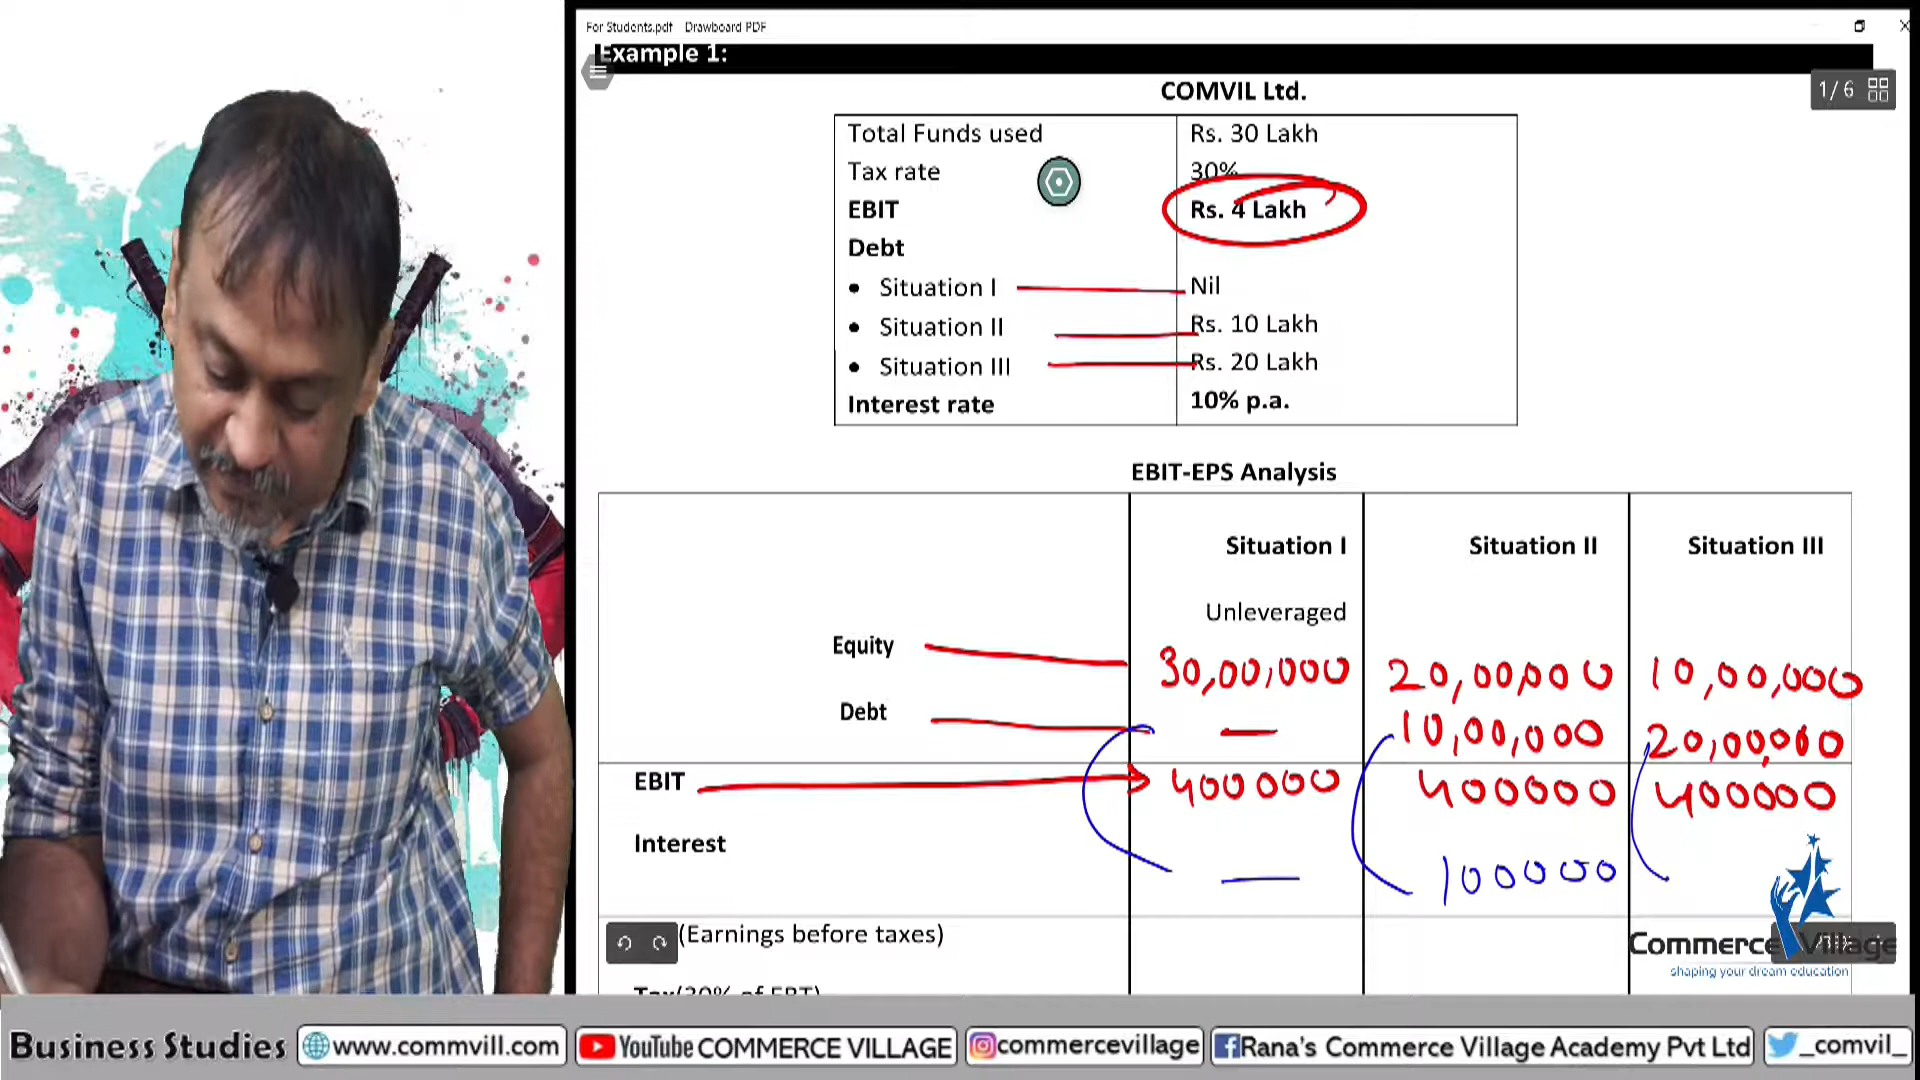 For Students.pdf Drawboard PDF
Example 1:
1 / 6
COMVIL Ltd.
Total Funds used Rs. 30 Lakh
Tax rate 30%
EBIT Rs. 4 Lakh
Debt
• Situation I Nil
• Situation II Rs. 10 Lakh
• Situation III Rs. 20 Lakh
Interest rate 10% p.a.
EBIT-EPS Analysis
Situation I Situation II Situation III
Unleveraged
Equity 30,00,000 20,00,000 10,00,000
Debt — 10,00,000 20,00,000
EBIT 400000 400000 400000
Interest — 100000
(Earnings before taxes)
Commerce Village
shaping your dream education
Tax(30% of EBT)
Business Studies www.commvill.com YouTube COMMERCE VILLAGE commercevillage Rana's Commerce Village Academy Pvt Ltd _comvil_